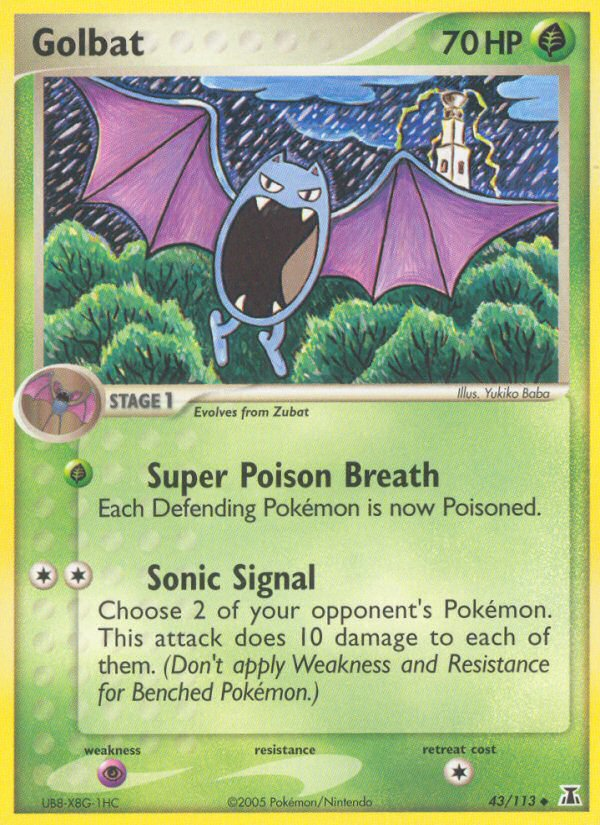 Golbat 70 HP
Illus. Yukiko Baba
STAGE 1
Evolves from Zubat
Super Poison Breath
Each Defending Pokémon is now Poisoned.
Sonic Signal
Choose 2 of your opponent's Pokémon.
This attack does 10 damage to each of
them. (Don't apply Weakness and Resistance
for Benched Pokémon.)
weakness resistance retreat cost
UB8-X8G-1HC ©2005 Pokémon/Nintendo 43/113